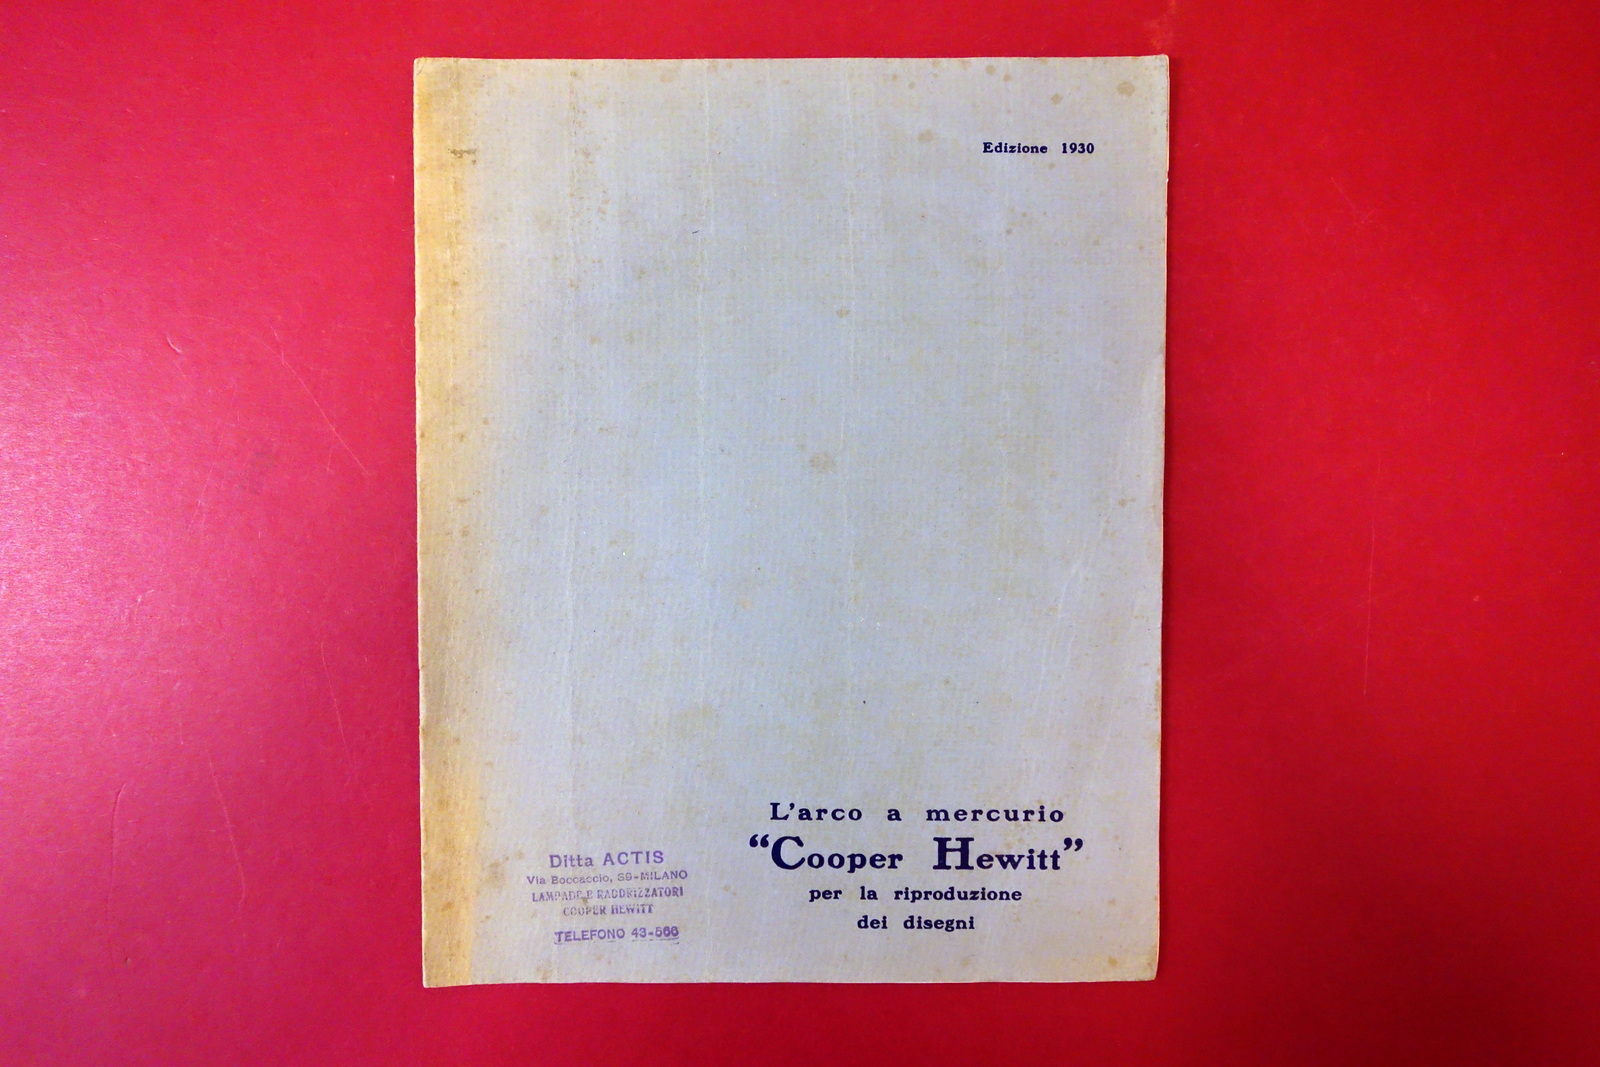 Edizione 1930
L'arco a mercurio
“Cooper Hewitt”
per la riproduzione
dei disegni
Ditta ACTIS
Via Boccaccio, -MILANO
LAMPADE E RADDRIZZATORI
COOPER HEWITT
TELEFONO 43-566